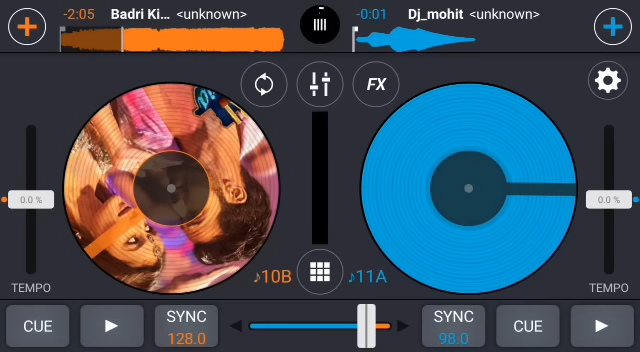 -2:05 Badri Ki... <unknown>
-0:01 Dj_mohit <unknown>
FX
0.0 %
0.0 %
♪10B
♪11A
TEMPO
TEMPO
CUE
SYNC
128.0
SYNC
98.0
CUE